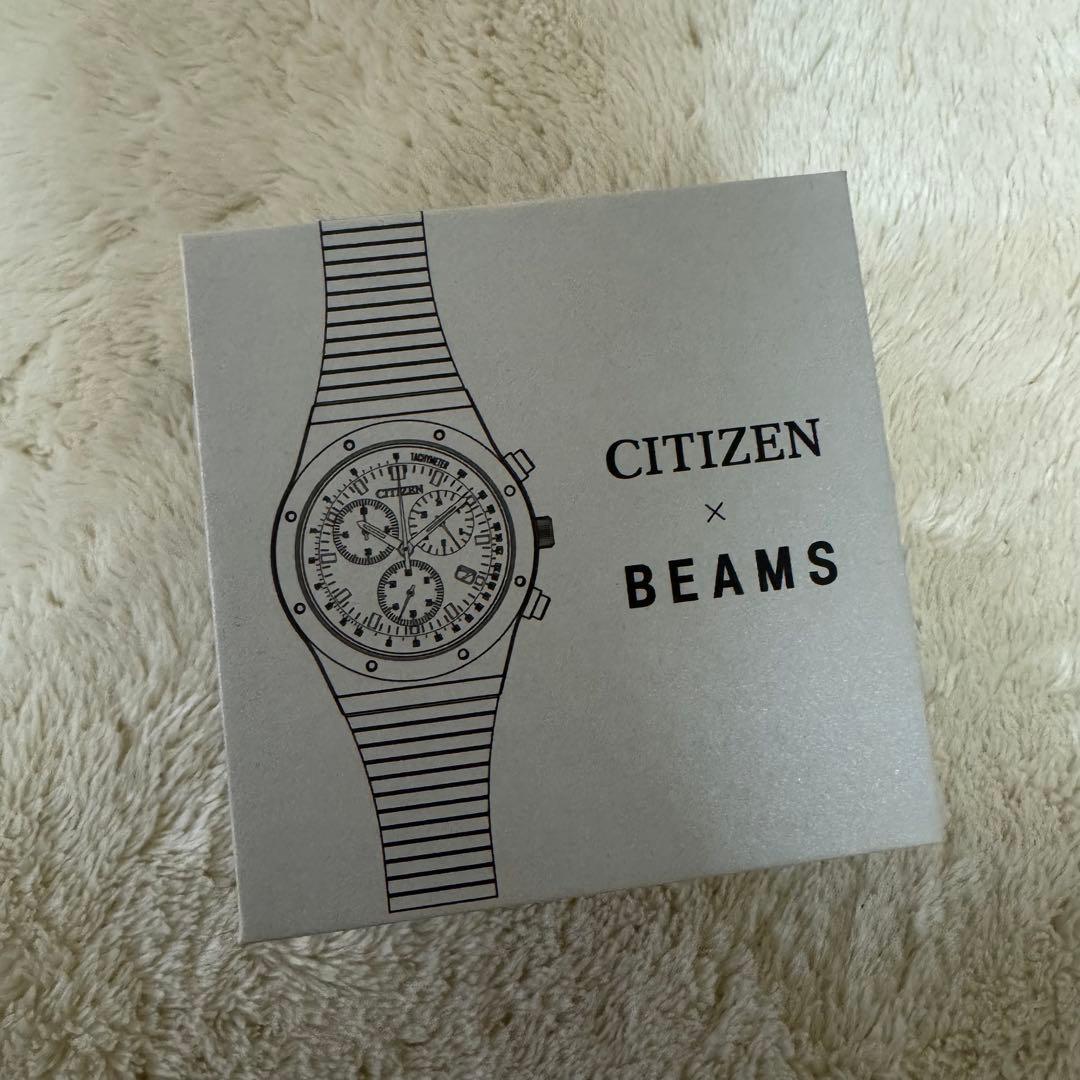 TACHYMETER
CITIZEN
CITIZEN
×
BEAMS